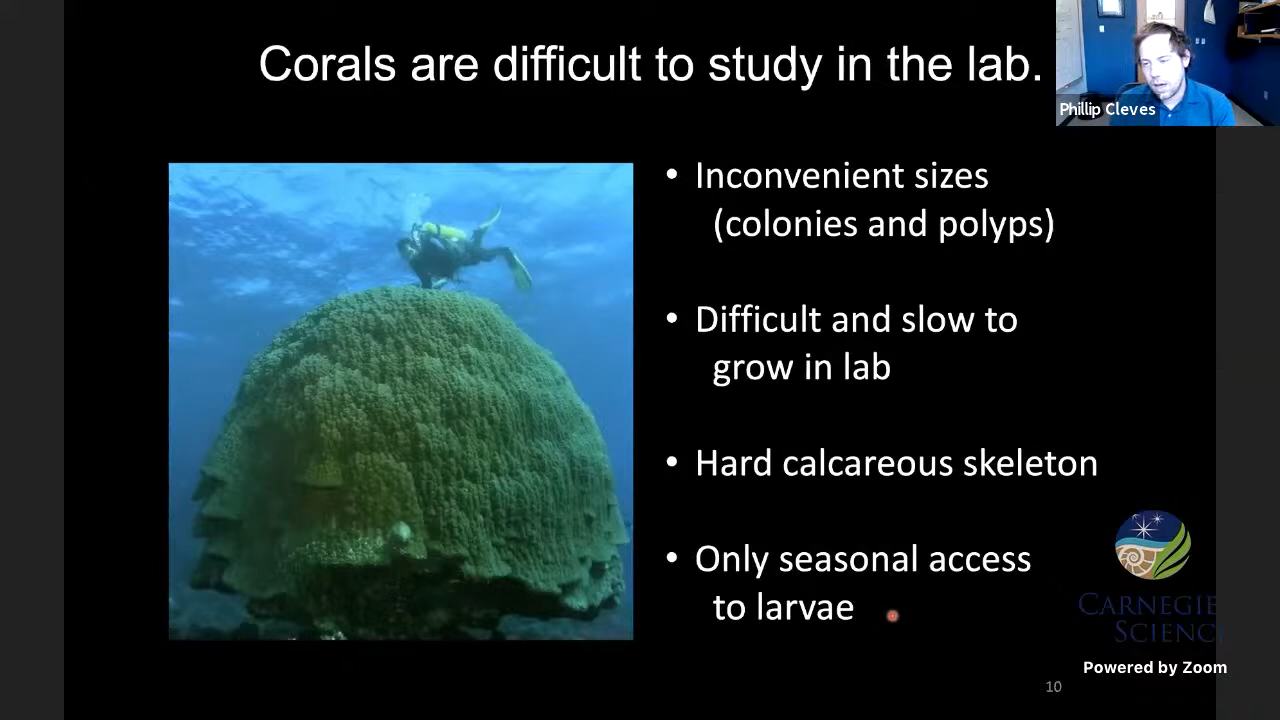 Corals are difficult to study in the lab.
Phillip Cleves
• Inconvenient sizes
(colonies and polyps)
• Difficult and slow to
grow in lab
• Hard calcareous skeleton
• Only seasonal access
to larvae
CARNEGIE
SCIENC
Powered by Zoom
10